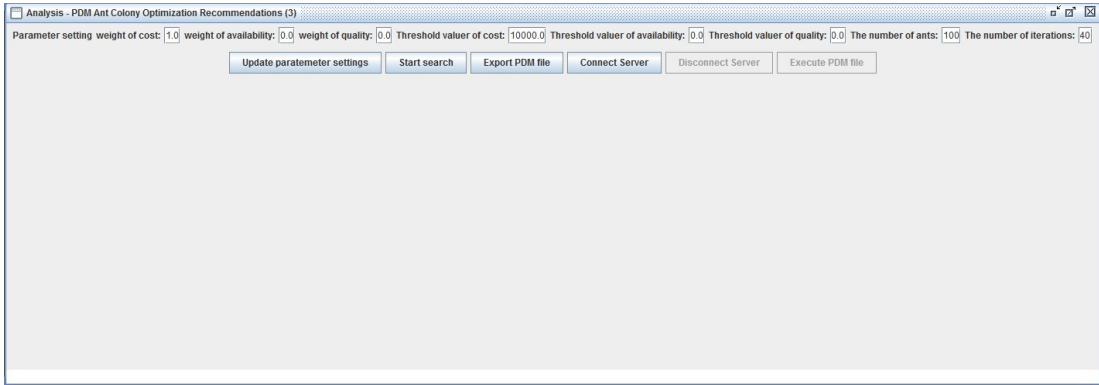 Analysis - PDM Ant Colony Optimization Recommendations (3)
Parameter setting weight of cost: 1.0 weight of availability: 0.0 weight of quality: 0.0 Threshold valuer of cost: 10000.0 Threshold valuer of availability: 0.0 Threshold valuer of quality: 0.0 The number of ants: 100 The number of iterations: 40
Update paratemeter settings Start search Export PDM file Connect Server Disconnect Server Execute PDM file